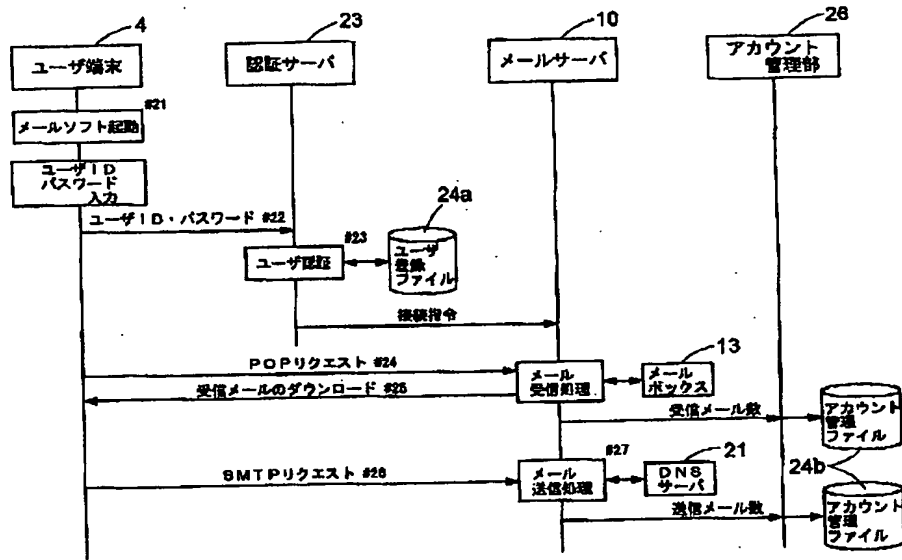 4
23
10
26
ユーザ端末
認証サーバ
メールサーバ
アカウント
管理部
#21
メールソフト起動
ユーザID
パスワード
入力
ユーザID・パスワード #22
24a
#23
ユーザ認証
ユーザ
登録
ファイル
接続指令
POPリクエスト #24
メール
受信処理
13
メール
ボックス
受信メールのダウンロード #25
受信メール数
アカウント
管理
ファイル
24b
SMTPリクエスト #26
#27
メール
送信処理
21
DNS
サーバ
送信メール数
アカウント
管理
ファイル